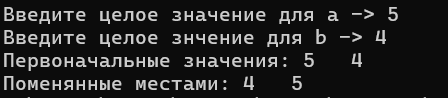 Введите целое значение для a -> 5
Введите целое знчение для b -> 4
Первоначальные значения: 5   4
Поменянные местами: 4   5